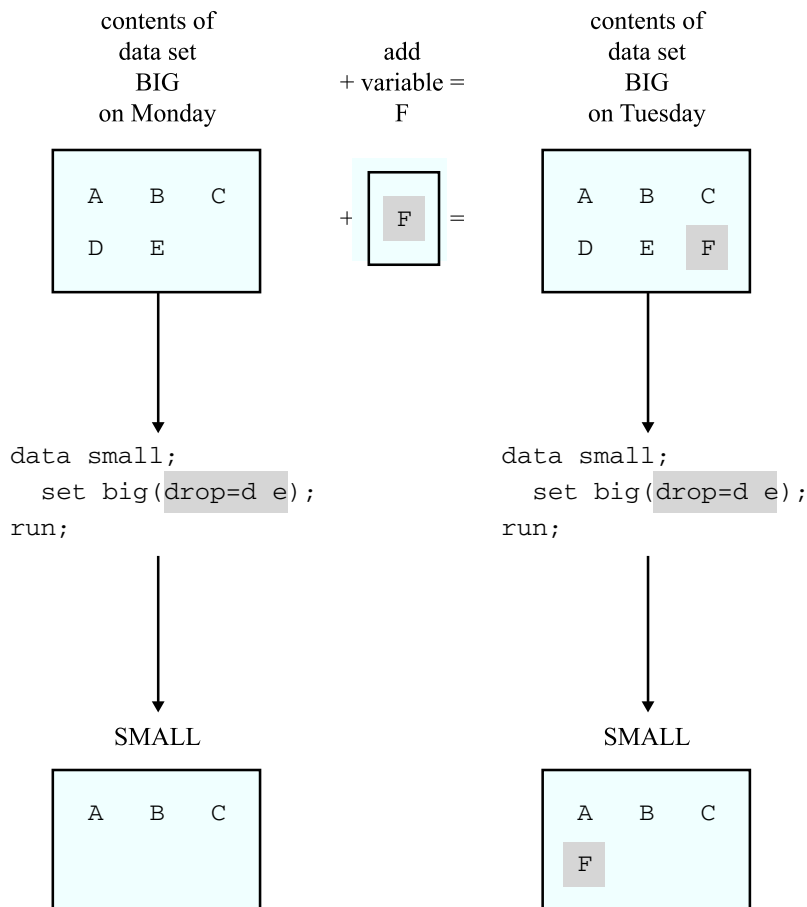 contents of
data set
BIG
on Monday
add
+ variable =
F
contents of
data set
BIG
on Tuesday
A B C
D E
+ F =
A B C
D E F
data small;
set big(drop=d e);
run;
data small;
set big(drop=d e);
run;
SMALL
A B C
SMALL
A B C
F